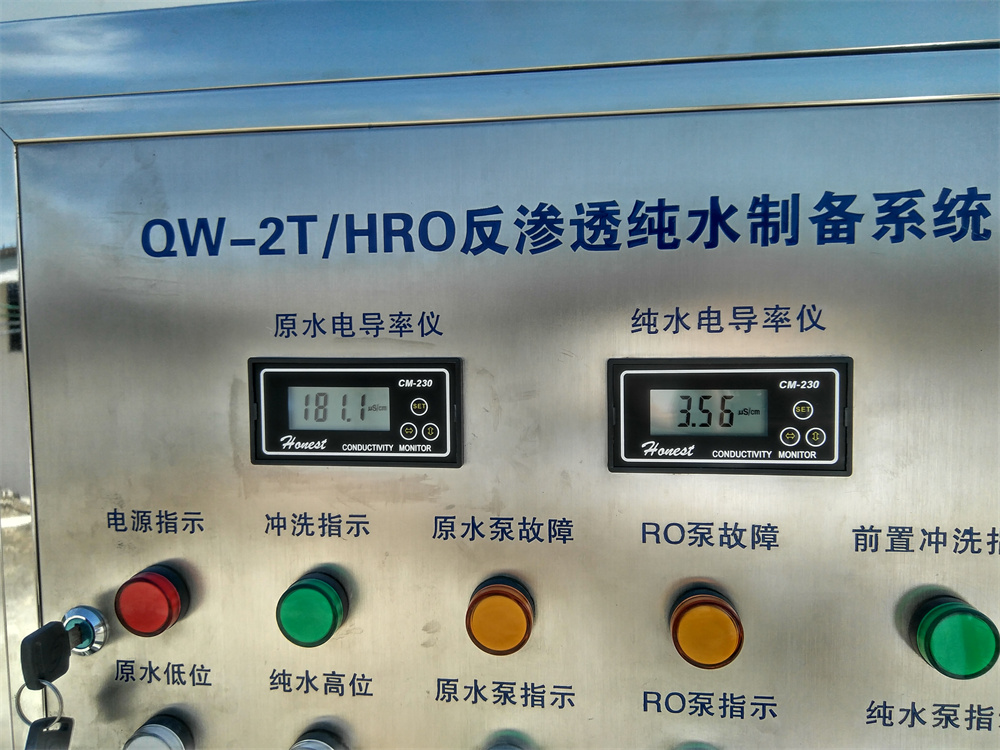 QW-2T/HRO反渗透纯水制备系统
原水电导率仪
纯水电导率仪
CM-230
181.1 μS/cm
SET
Honest CONDUCTIVITY MONITOR
CM-230
3.56 μS/cm
SET
Honest CONDUCTIVITY MONITOR
电源指示
冲洗指示
原水泵故障
RO泵故障
前置冲洗指
原水低位
纯水高位
原水泵指示
RO泵指示
纯水泵指